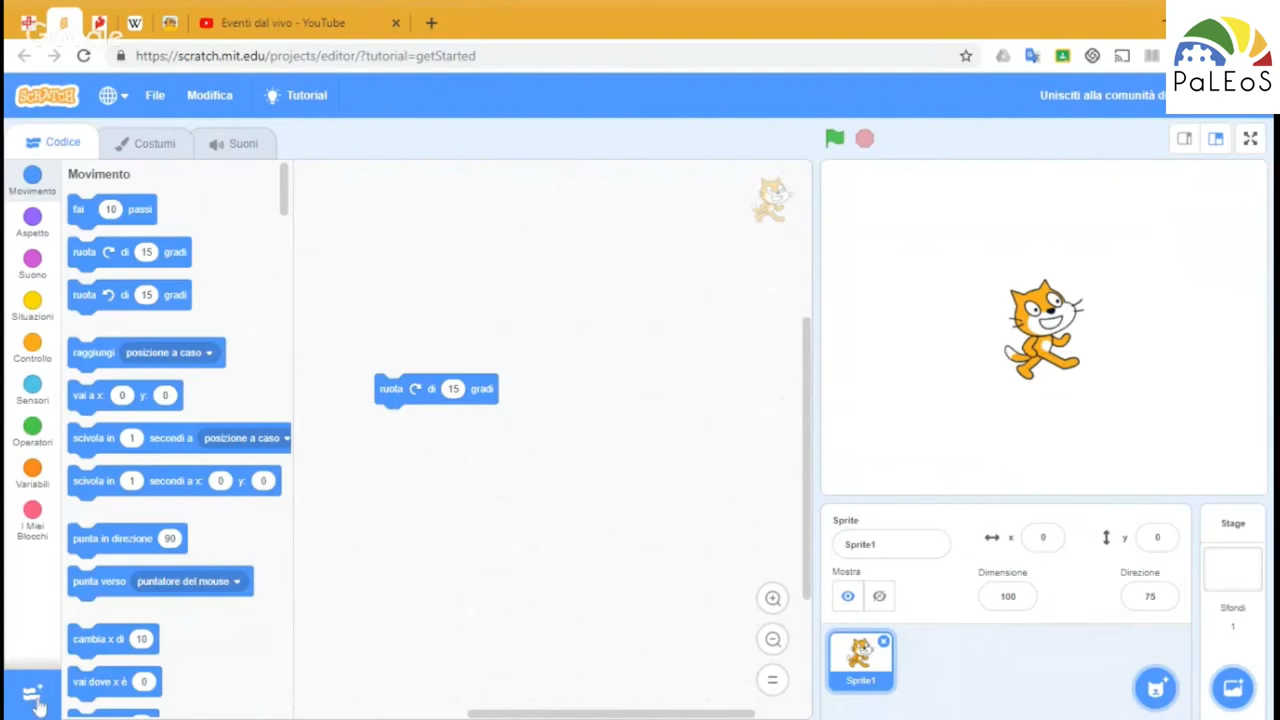 Google
Eventi dal vivo - YouTube
https://scratch.mit.edu/projects/editor/?tutorial=getStarted
PaLEoS
SCRATCH
File
Modifica
Tutorial
Unisciti alla comunità di
Codice
Costumi
Suoni
Movimento
Aspetto
Suono
Situazioni
Controllo
Sensori
Operatori
Variabili
I Miei
Blocchi
Movimento
fai 10 passi
ruota di 15 gradi
ruota di 15 gradi
raggiungi posizione a caso
vai a x: 0 y: 0
scivola in 1 secondi a posizione a caso
scivola in 1 secondi a x: 0 y: 0
punta in direzione 90
punta verso puntatore del mouse
cambia x di 10
vai dove x è 0
ruota di 15 gradi
Sprite
Sprite1
x 0
y 0
Mostra
Dimensione
100
Direzione
75
Sprite1
Stage
Sfondi
1